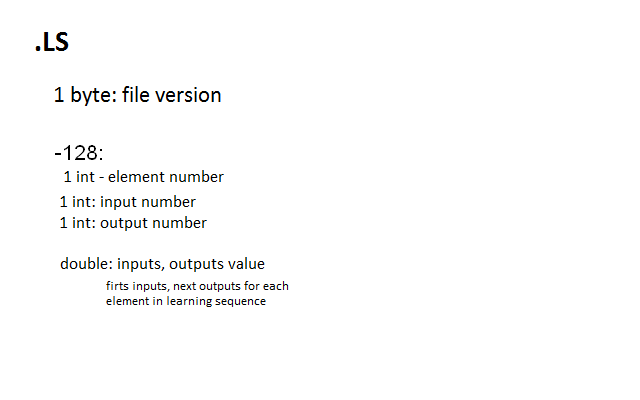 .LS
1 byte: file version
-128:
1 int - element number
1 int: input number
1 int: output number
double: inputs, outputs value
firts inputs, next outputs for each
element in learning sequence